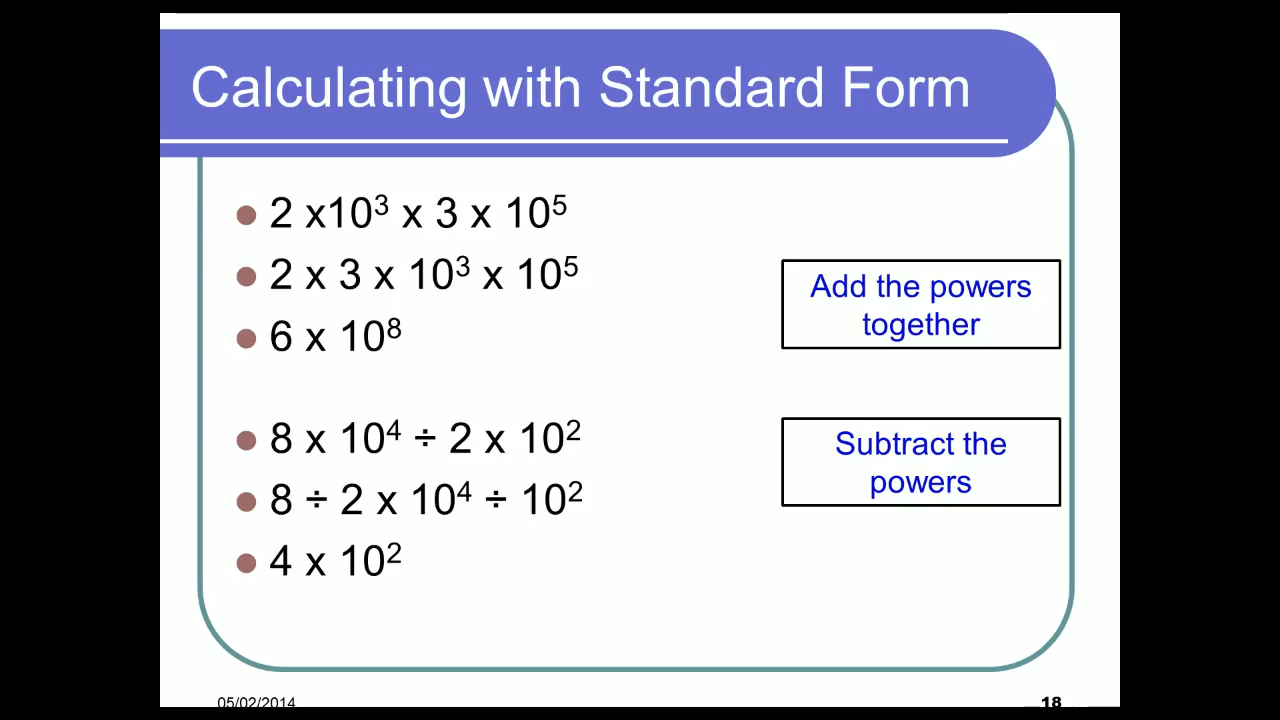 Calculating with Standard Form
2 x10³ x 3 x 10⁵
2 x 3 x 10³ x 10⁵
6 x 10⁸
Add the powers
together
8 x 10⁴ ÷ 2 x 10²
8 ÷ 2 x 10⁴ ÷ 10²
4 x 10²
Subtract the
powers
05/02/2014
18